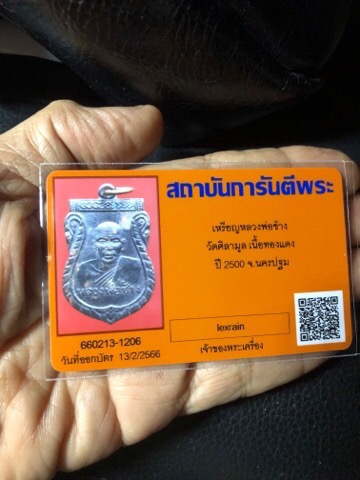 สถาบันการันตีพระ
เหรียญหลวงพ่อช้าง
วัดศิลามูล เนื้อทองแดง
ปี 2500 จ.นครปฐม
lexrain
เจ้าของพระเครื่อง
660213-1206
วันที่ออกบัตร 13/2/2566